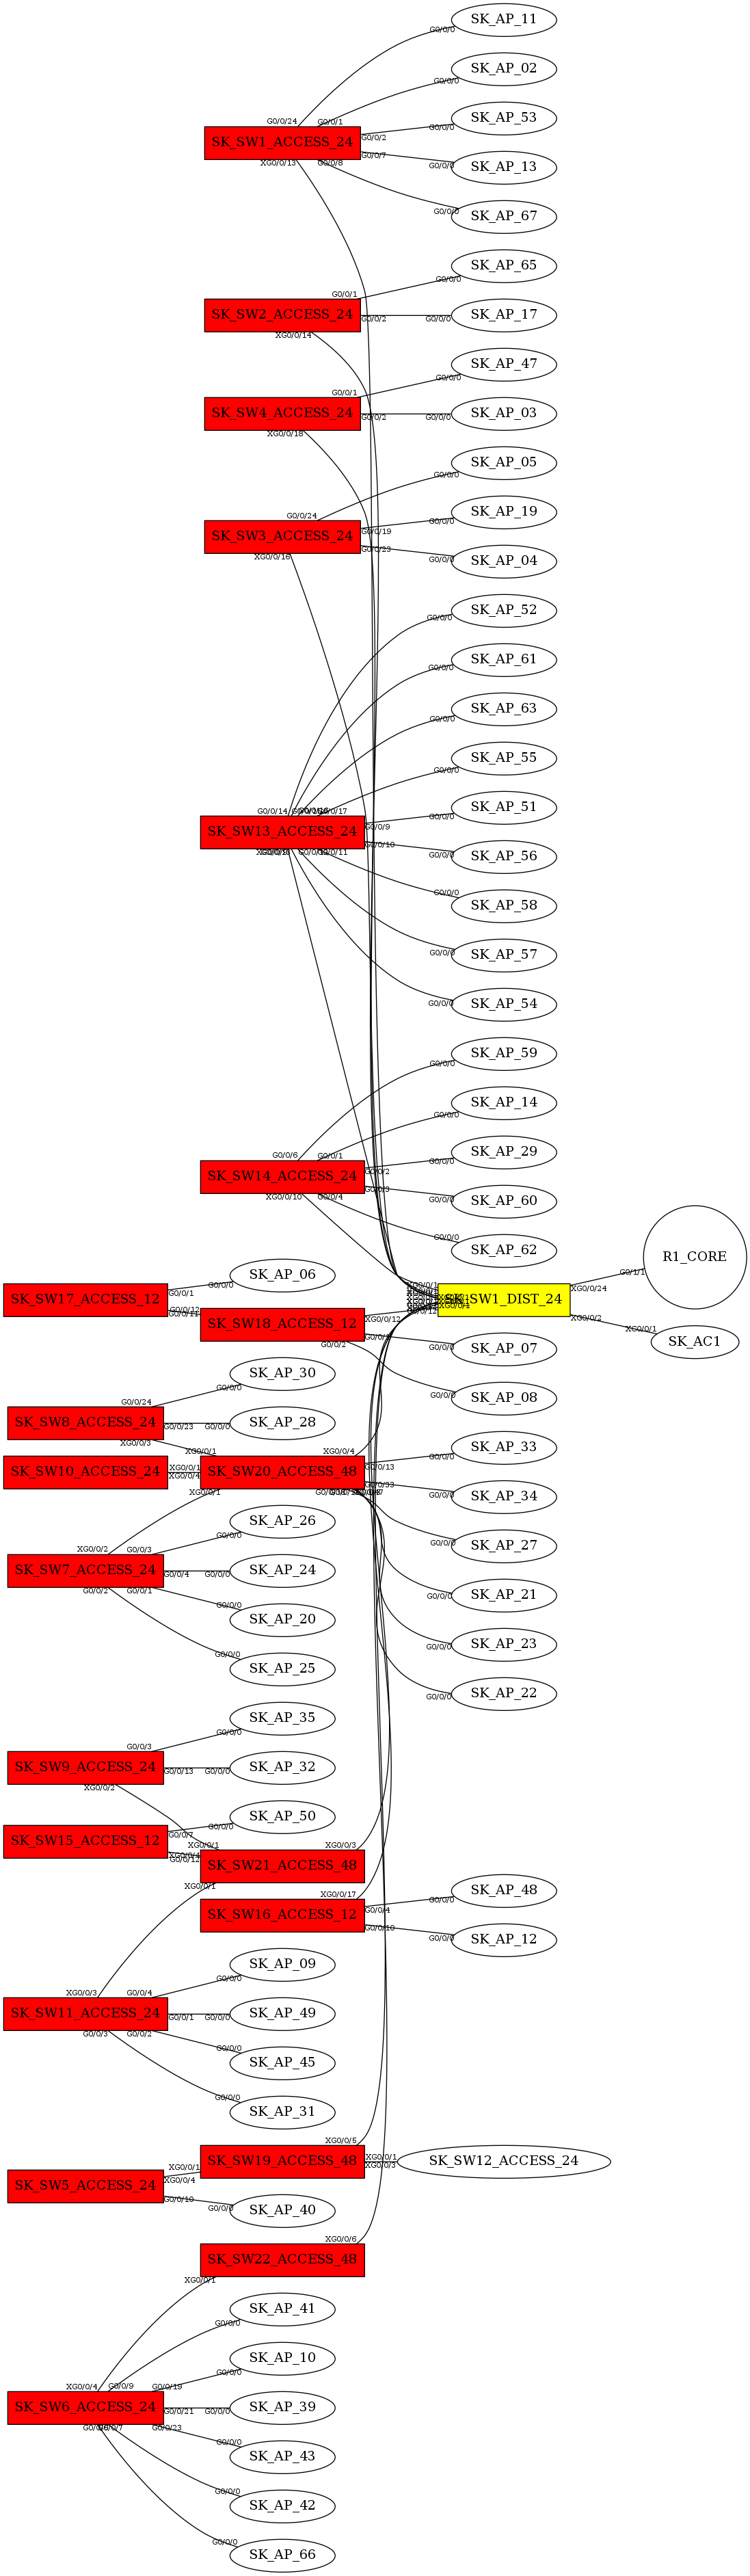 SK_AP_11
G0/0/0
SK_AP_02
G0/0/0
G0/0/24
G0/0/1
SK_AP_53
G0/0/0
SK_SW1_ACCESS_24
G0/0/2
G0/0/7
XG0/0/13
G0/0/8
SK_AP_13
G0/0/0
SK_AP_67
G0/0/0
SK_AP_65
G0/0/0
G0/0/1
SK_SW2_ACCESS_24
G0/0/2
G0/0/0
SK_AP_17
XG0/0/14
SK_AP_47
G0/0/0
G0/0/1
SK_SW4_ACCESS_24
G0/0/2
G0/0/0
SK_AP_03
XG0/0/18
SK_AP_05
G0/0/0
G0/0/24
SK_AP_19
G0/0/0
SK_SW3_ACCESS_24
G0/0/19
G0/0/23
XG0/0/16
SK_AP_04
G0/0/0
SK_AP_52
G0/0/0
SK_AP_61
G0/0/0
SK_AP_63
G0/0/0
SK_AP_55
G0/0/0
G0/0/14
G0/0/17
SK_AP_51
G0/0/0
SK_SW13_ACCESS_24
G0/0/9
G0/0/10
G0/0/11
SK_AP_56
G0/0/0
SK_AP_58
G0/0/0
SK_AP_57
G0/0/0
SK_AP_54
G0/0/0
SK_AP_59
G0/0/0
SK_AP_14
G0/0/0
G0/0/6
G0/0/1
SK_AP_29
G0/0/0
SK_SW14_ACCESS_24
G0/0/2
G0/0/3
XG0/0/10
G0/0/4
SK_AP_60
G0/0/0
SK_AP_62
G0/0/0
R1_CORE
G0/1/1
SK_AP_06
G0/0/0
SK_SW17_ACCESS_12
G0/0/1
G0/0/12
G0/0/11
SK_SW18_ACCESS_12
XG0/0/12
SK_SW1_DIST_24
XG0/0/24
XG0/0/2
XG0/0/1
SK_AC1
G0/0/2
SK_AP_07
G0/0/0
SK_AP_08
G0/0/0
SK_AP_30
G0/0/0
G0/0/24
SK_SW8_ACCESS_24
G0/0/23
G0/0/0
SK_AP_28
XG0/0/3
XG0/0/1
XG0/0/4
SK_AP_33
G0/0/0
SK_SW10_ACCESS_24
XG0/0/1
XG0/0/4
SK_SW20_ACCESS_48
G0/0/13
G0/0/33
XG0/0/1
SK_AP_34
G0/0/0
SK_AP_26
G0/0/0
SK_AP_27
G0/0/0
XG0/0/2
G0/0/3
SK_SW7_ACCESS_24
G0/0/4
G0/0/0
SK_AP_24
G0/0/2
G0/0/1
SK_AP_21
G0/0/0
SK_AP_20
G0/0/0
SK_AP_23
G0/0/0
SK_AP_25
G0/0/0
SK_AP_22
G0/0/0
SK_AP_35
G0/0/0
G0/0/3
SK_SW9_ACCESS_24
G0/0/13
G0/0/0
SK_AP_32
XG0/0/2
SK_AP_50
G0/0/0
SK_SW15_ACCESS_12
G0/0/7
XG0/0/4
G0/0/12
XG0/0/1
XG0/0/3
SK_SW21_ACCESS_48
XG0/0/1
XG0/0/17
SK_AP_48
G0/0/0
SK_SW16_ACCESS_12
G0/0/4
G0/0/10
SK_AP_12
G0/0/0
SK_AP_09
G0/0/0
XG0/0/3
G0/0/4
SK_SW11_ACCESS_24
G0/0/1
G0/0/0
SK_AP_49
G0/0/3
G0/0/2
SK_AP_45
G0/0/0
SK_AP_31
G0/0/0
XG0/0/5
SK_SW19_ACCESS_48
XG0/0/1
XG0/0/3
SK_SW12_ACCESS_24
SK_SW5_ACCESS_24
XG0/0/1
XG0/0/4
G0/0/10
SK_AP_40
G0/0/0
XG0/0/6
SK_SW22_ACCESS_48
XG0/0/1
SK_AP_41
G0/0/0
SK_AP_10
G0/0/0
XG0/0/4
G0/0/9
G0/0/19
SK_SW6_ACCESS_24
G0/0/21
G0/0/0
SK_AP_39
G0/0/7
G0/0/23
SK_AP_43
G0/0/0
SK_AP_42
G0/0/0
SK_AP_66
G0/0/0